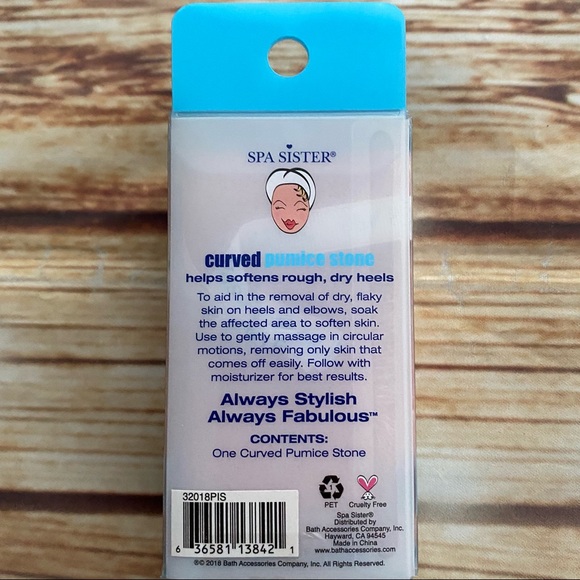 SPA SISTER®
curved pumice stone
helps softens rough, dry heels
To aid in the removal of dry, flaky
skin on heels and elbows, soak
the affected area to soften skin.
Use to gently massage in circular
motions, removing only skin that
comes off easily. Follow with
moisturizer for best results.
Always Stylish
Always Fabulous™
CONTENTS:
One Curved Pumice Stone
32018PIS
6 36581 13842 1
1
PET
Cruelty Free
Spa Sister®
Distributed by
Bath Accessories Company, Inc.
Hayward, CA 94545
Made in China
www.bathaccessories.com
®© 2018 Bath Accessories Company, Inc. All Rights Reserved.